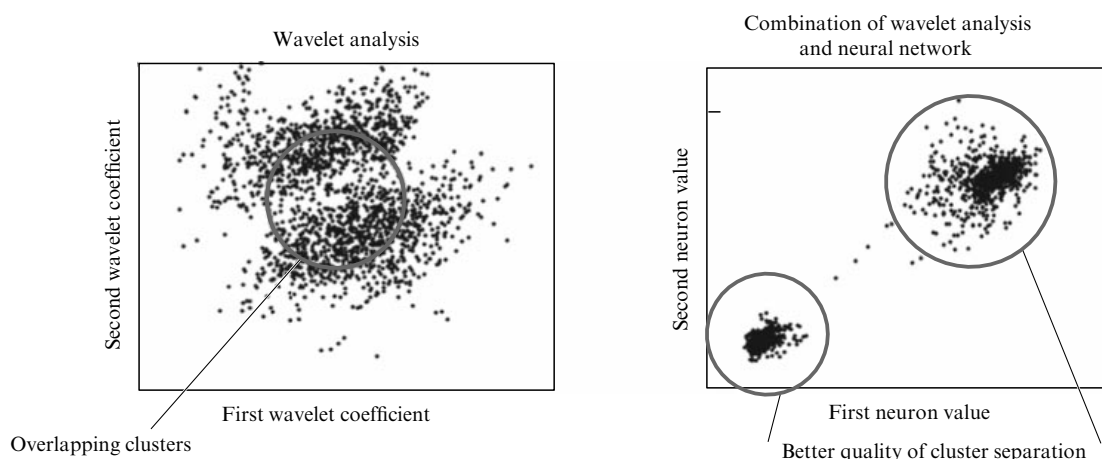 Wavelet analysis
Second wavelet coefficient
First wavelet coefficient
Overlapping clusters
Combination of wavelet analysis
and neural network
Second neuron value
First neuron value
Better quality of cluster separation